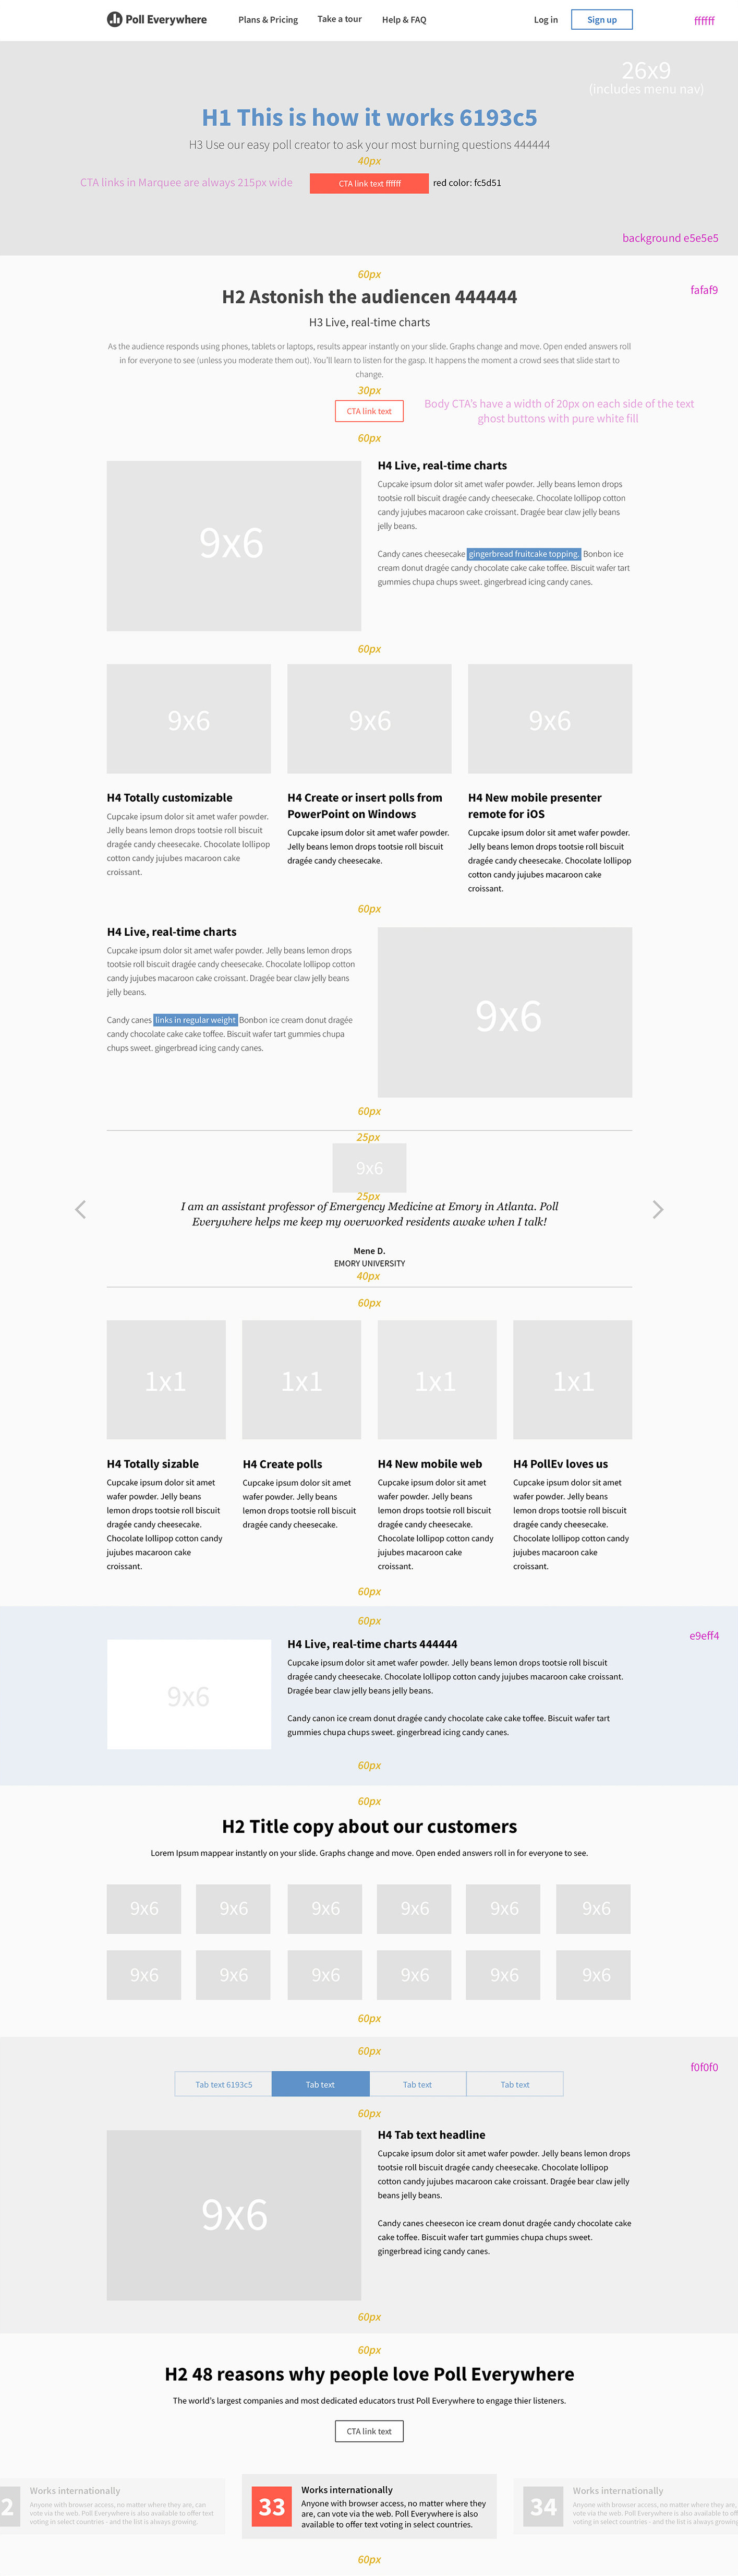 Poll Everywhere Plans & Pricing Take a tour Help & FAQ Log in Sign up ffffff
26x9
(includes menu nav)
H1 This is how it works 6193c5
H3 Use our easy poll creator to ask your most burning questions 444444
40px
CTA links in Marquee are always 215px wide CTA link text ffffff red color: fc5d51
background e5e5e5
60px
fafaf9
H2 Astonish the audiencen 444444
H3 Live, real-time charts
As the audience responds using phones, tablets or laptops, results appear instantly on your slide. Graphs change and move. Open ended answers roll
in for everyone to see (unless you moderate them out). You'll learn to listen for the gasp. It happens the moment a crowd sees that slide start to
change.
30px
CTA link text
Body CTA's have a width of 20px on each side of the text
ghost buttons with pure white fill
60px
9x6
H4 Live, real-time charts
Cupcake ipsum dolor sit amet wafer powder. Jelly beans lemon drops
tootsie roll biscuit dragée candy cheesecake. Chocolate lollipop cotton
candy jujubes macaroon cake croissant. Dragée bear claw jelly beans
jelly beans.
Candy canes cheesecake gingerbread fruitcake topping. Bonbon ice
cream donut dragée candy chocolate cake cake toffee. Biscuit wafer tart
gummies chupa chups sweet. gingerbread icing candy canes.
60px
9x6 9x6 9x6
H4 Totally customizable
Cupcake ipsum dolor sit amet wafer powder.
Jelly beans lemon drops tootsie roll biscuit
dragée candy cheesecake. Chocolate lollipop
cotton candy jujubes macaroon cake
croissant.
H4 Create or insert polls from
PowerPoint on Windows
Cupcake ipsum dolor sit amet wafer powder.
Jelly beans lemon drops tootsie roll biscuit
dragée candy cheesecake.
H4 New mobile presenter
remote for iOS
Cupcake ipsum dolor sit amet wafer powder.
Jelly beans lemon drops tootsie roll biscuit
dragée candy cheesecake. Chocolate lollipop
cotton candy jujubes macaroon cake
croissant.
60px
H4 Live, real-time charts
Cupcake ipsum dolor sit amet wafer powder. Jelly beans lemon drops
tootsie roll biscuit dragée candy cheesecake. Chocolate lollipop cotton
candy jujubes macaroon cake croissant. Dragée bear claw jelly beans
jelly beans.
Candy canes links in regular weight Bonbon ice cream donut dragée
candy chocolate cake cake toffee. Biscuit wafer tart gummies chupa
chups sweet. gingerbread icing candy canes.
9x6
60px
25px
9x6
25px
I am an assistant professor of Emergency Medicine at Emory in Atlanta. Poll
Everywhere helps me keep my overworked residents awake when I talk!
Mene D.
EMORY UNIVERSITY
40px
60px
1x1 1x1 1x1 1x1
H4 Totally sizable
Cupcake ipsum dolor sit amet
wafer powder. Jelly beans
lemon drops tootsie roll biscuit
dragée candy cheesecake.
Chocolate lollipop cotton candy
jujubes macaroon cake
croissant.
H4 Create polls
Cupcake ipsum dolor sit amet
wafer powder. Jelly beans
lemon drops tootsie roll biscuit
dragée candy cheesecake.
H4 New mobile web
Cupcake ipsum dolor sit amet
wafer powder. Jelly beans
lemon drops tootsie roll biscuit
dragée candy cheesecake.
Chocolate lollipop cotton candy
jujubes macaroon cake
croissant.
H4 PollEv loves us
Cupcake ipsum dolor sit amet
wafer powder. Jelly beans
lemon drops tootsie roll biscuit
dragée candy cheesecake.
Chocolate lollipop cotton candy
jujubes macaroon cake
croissant.
60px
60px
e9eff4
9x6
H4 Live, real-time charts 444444
Cupcake ipsum dolor sit amet wafer powder. Jelly beans lemon drops tootsie roll biscuit
dragée candy cheesecake. Chocolate lollipop cotton candy jujubes macaroon cake croissant.
Dragée bear claw jelly beans jelly beans.
Candy canon ice cream donut dragée candy chocolate cake cake toffee. Biscuit wafer tart
gummies chupa chups sweet. gingerbread icing candy canes.
60px
60px
H2 Title copy about our customers
Lorem Ipsum mappear instantly on your slide. Graphs change and move. Open ended answers roll in for everyone to see.
9x6 9x6 9x6 9x6 9x6 9x6
9x6 9x6 9x6 9x6 9x6 9x6
60px
60px
f0f0f0
Tab text 6193c5 Tab text Tab text Tab text
60px
9x6
H4 Tab text headline
Cupcake ipsum dolor sit amet wafer powder. Jelly beans lemon drops
tootsie roll biscuit dragée candy cheesecake. Chocolate lollipop
cotton candy jujubes macaroon cake croissant. Dragée bear claw jelly
beans jelly beans.
Candy canes cheesecon ice cream donut dragée candy chocolate cake
cake toffee. Biscuit wafer tart gummies chupa chups sweet.
gingerbread icing candy canes.
60px
60px
H2 48 reasons why people love Poll Everywhere
The world's largest companies and most dedicated educators trust Poll Everywhere to engage thier listeners.
CTA link text
2
Works internationally
Anyone with browser access, no matter where they are, can
vote via the web. Poll Everywhere is also available to offer text
voting in select countries - and the list is always growing.
33
Works internationally
Anyone with browser access, no matter where they
are, can vote via the web. Poll Everywhere is also
available to offer text voting in select countries.
34
Works internationally
Anyone with browser access, no matter where they are,
vote via the web. Poll Everywhere is also available to off
voting in select countries - and the list is always growing
60px